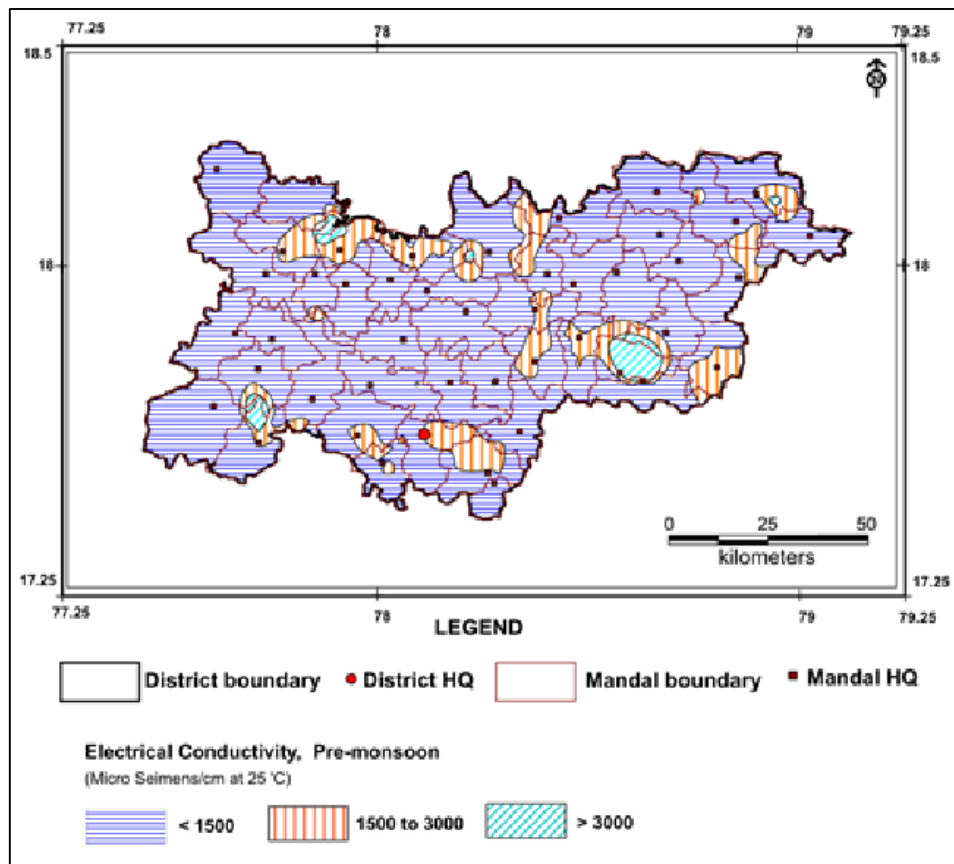 77.25 78 79 79.25
18.5 18.5
N
18 18
0 25 50
kilometers
17.25 17.25
77.25 78 79 79.25
LEGEND
District boundary District HQ Mandal boundary Mandal HQ
Electrical Conductivity, Pre-monsoon
(Micro Seimens/cm at 25 'C)
< 1500 1500 to 3000 > 3000